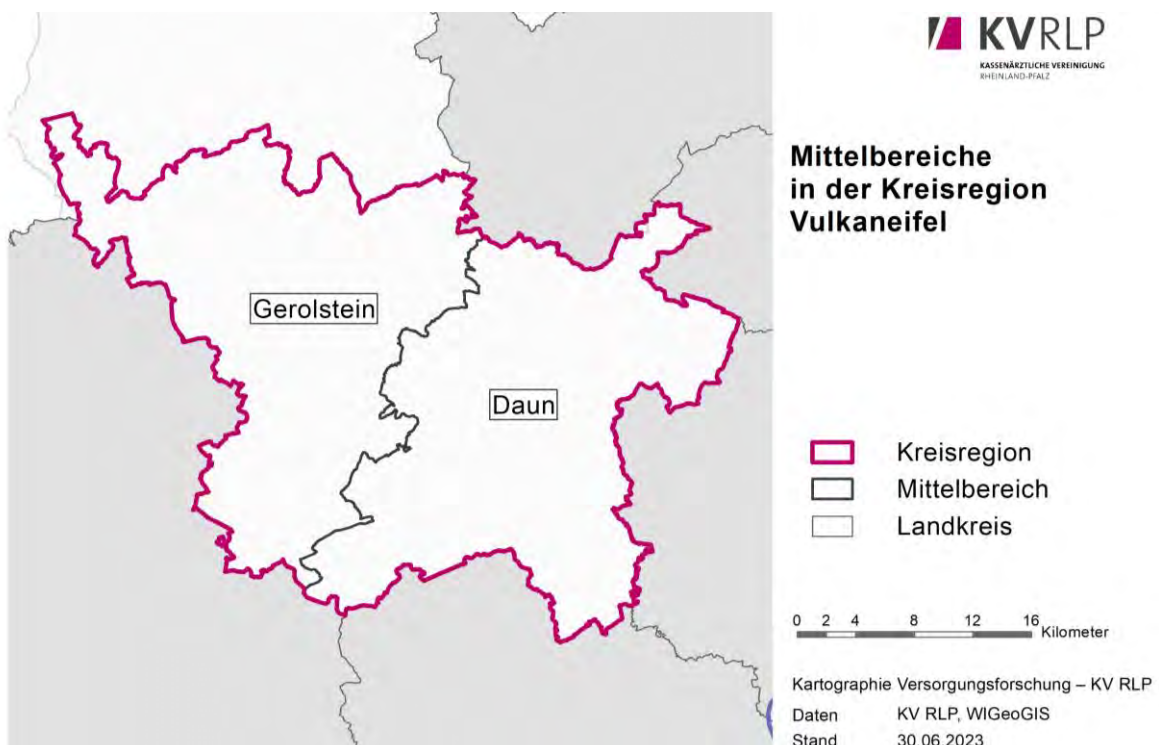 KVRLP
KASSENÄRZTLICHE VEREINIGUNG
RHEINLAND-PFALZ
Mittelbereiche
in der Kreisregion
Vulkaneifel
Gerolstein
Daun
Kreisregion
Mittelbereich
Landkreis
0 2 4 8 12 16 Kilometer
Kartographie Versorgungsforschung – KV RLP
Daten KV RLP, WIGeoGIS
Stand 30.06.2023